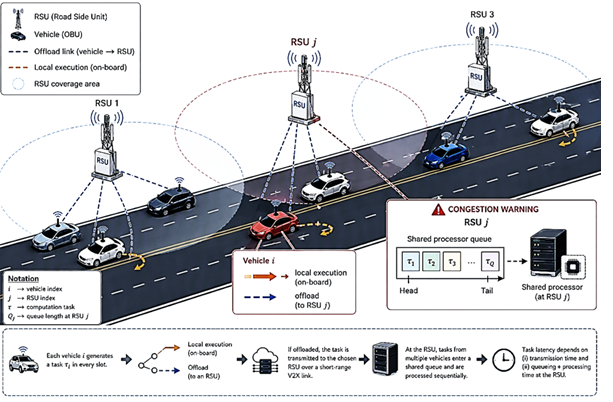 RSU (Road Side Unit)
Vehicle (OBU)
Offload link (vehicle → RSU)
Local execution (on-board)
RSU coverage area
RSU 1
RSU
RSU j
RSU
RSU 3
RSU
Notation
i → vehicle index
j → RSU index
τ → computation task
Qj → queue length at RSU j
Vehicle i
local execution
(on-board)
offload
(to RSU j)
CONGESTION WARNING
RSU j
Shared processor queue
τ1 τ2 τ3 ... τQ
Head Tail
Shared processor
(at RSU j)
Each vehicle i generates
a task τi in every slot.
Local execution
(on-board)
Offload
(to an RSU)
If offloaded, the task is
transmitted to the chosen
RSU over a short-range
V2X link.
At the RSU, tasks from
multiple vehicles enter a
shared queue and are
processed sequentially.
Task latency depends on
(i) transmission time and
(ii) queueing + processing
time at the RSU.